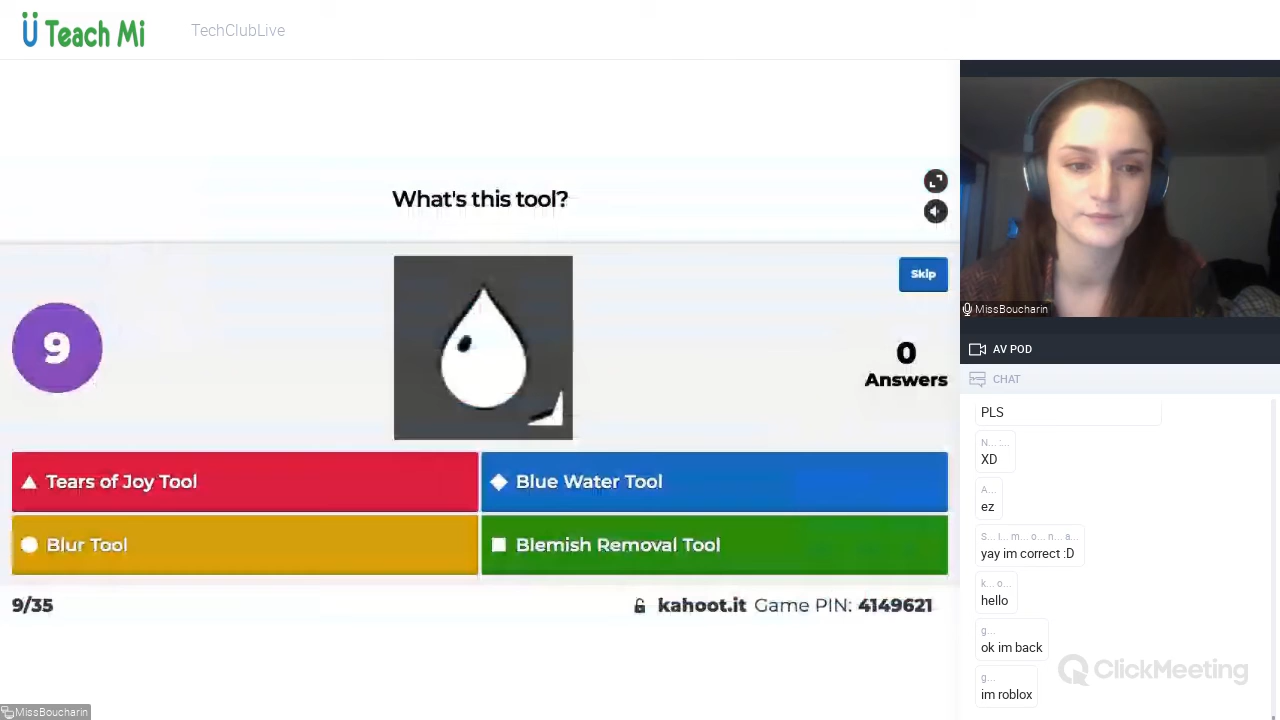 Ü Teach Mi
TechClubLive
What's this tool?
Skip
9
0
Answers
Tears of Joy Tool
Blue Water Tool
Blur Tool
Blemish Removal Tool
9/35
kahoot.it Game PIN: 4149621
MissBoucharin
MissBoucharin
AV POD
CHAT
PLS
N... :...
XD
A...
ez
S... i... m... o... n... a...
yay im correct :D
k... o...
hello
g...
ok im back
g...
im roblox
ClickMeeting